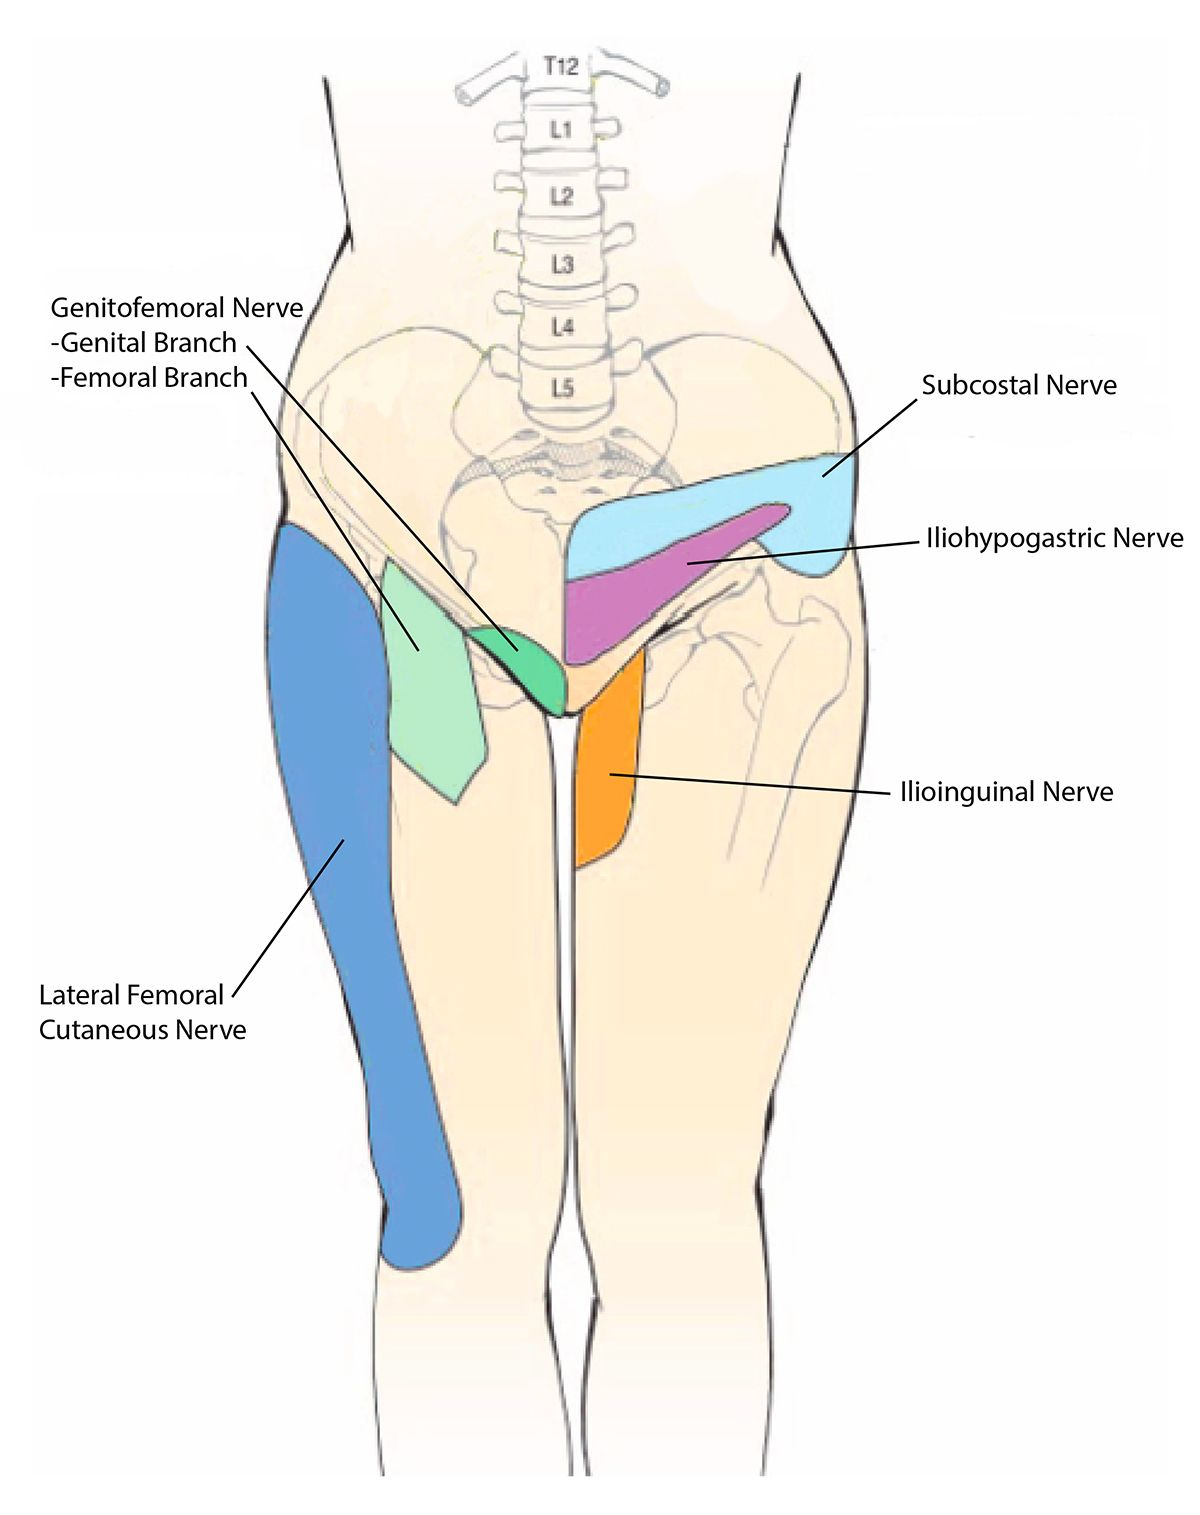 T12
L1
L2
L3
L4
L5
Genitofemoral Nerve
-Genital Branch
-Femoral Branch
Subcostal Nerve
Iliohypogastric Nerve
Ilioinguinal Nerve
Lateral Femoral
Cutaneous Nerve